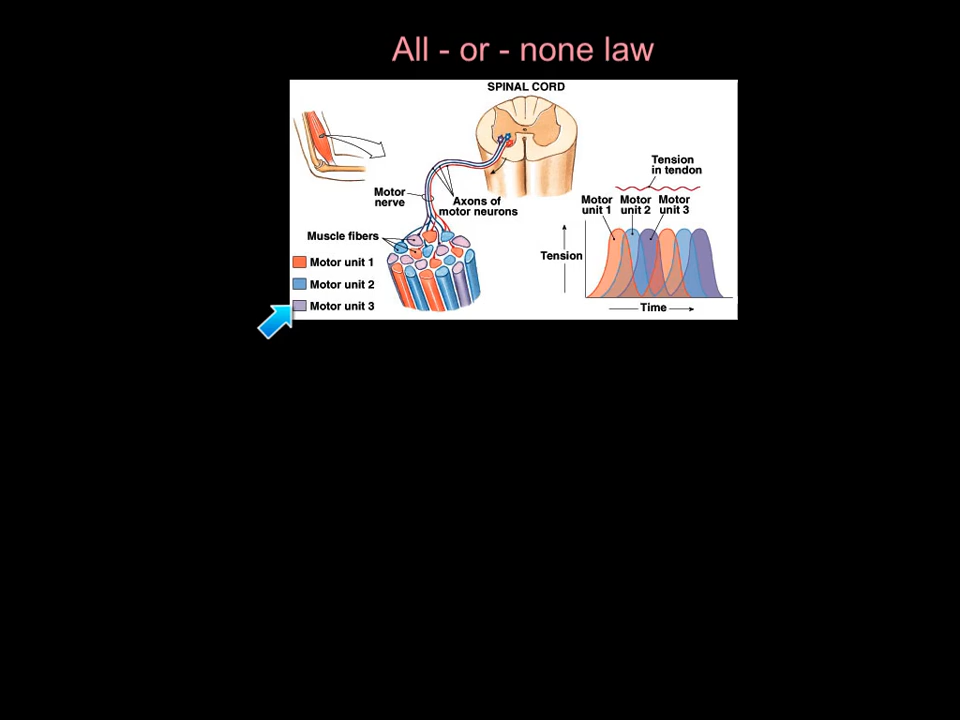 All - or - none law
SPINAL CORD
Motor
nerve
Axons of
motor neurons
Muscle fibers
Motor unit 1
Motor unit 2
Motor unit 3
Tension
in tendon
Motor
unit 1
Motor
unit 2
Motor
unit 3
Tension
Time